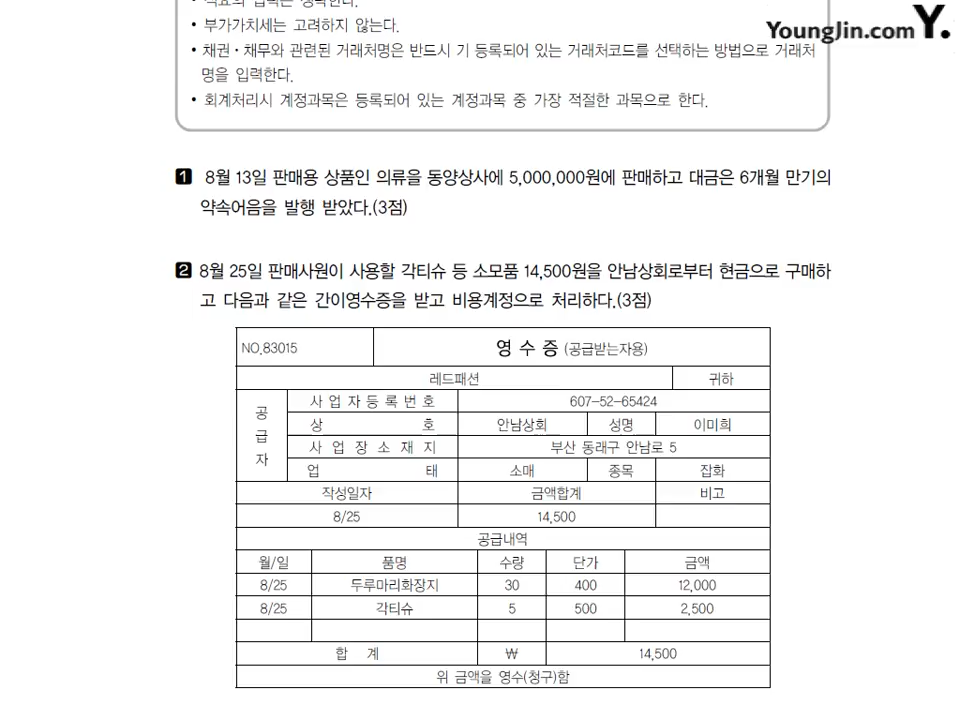 • 적요의 입력은 생략한다.
YoungJin.com Y.
• 부가가치세는 고려하지 않는다.
• 채권·채무와 관련된 거래처명은 반드시 기 등록되어 있는 거래처코드를 선택하는 방법으로 거래처
명을 입력한다.
• 회계처리시 계정과목은 등록되어 있는 계정과목 중 가장 적절한 과목으로 한다.
1 8월 13일 판매용 상품인 의류을 동양상사에 5,000,000원에 판매하고 대금은 6개월 만기의
약속어음을 발행 받았다.(3점)
2 8월 25일 판매사원이 사용할 각티슈 등 소모품 14,500원을 안남상회로부터 현금으로 구매하
고 다음과 같은 간이영수증을 받고 비용계정으로 처리하다.(3점)
NO.83015 영 수 증 (공급받는자용)
레드패션 귀하
공급자
사 업 자 등 록 번 호 607-52-65424
상 호 안남상회 성명 이미희
사 업 장 소 재 지 부산 동래구 안남로 5
업 태 소매 종목 잡화
작성일자 금액합계 비고
8/25 14,500
공급내역
월/일 품명 수량 단가 금액
8/25 두루마리화장지 30 400 12,000
8/25 각티슈 5 500 2,500
합 계 ₩ 14,500
위 금액을 영수(청구)함